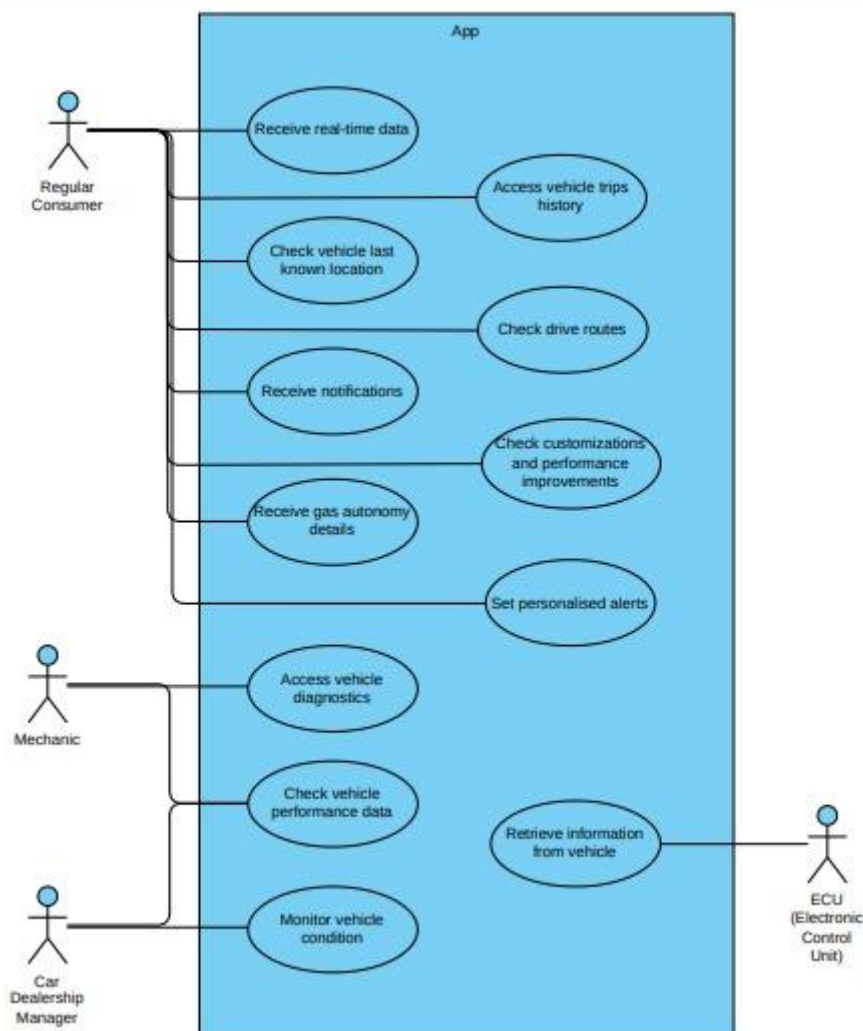 App
Receive real-time data
Regular
Consumer
Access vehicle trips
history
Check vehicle last
known location
Check drive routes
Receive notifications
Check customizations
and performance
improvements
Receive gas autonomy
details
Set personalised alerts
Access vehicle
diagnostics
Mechanic
Check vehicle
performance data
Retrieve information
from vehicle
ECU
(Electronic
Control
Unit)
Monitor vehicle
condition
Car
Dealership
Manager